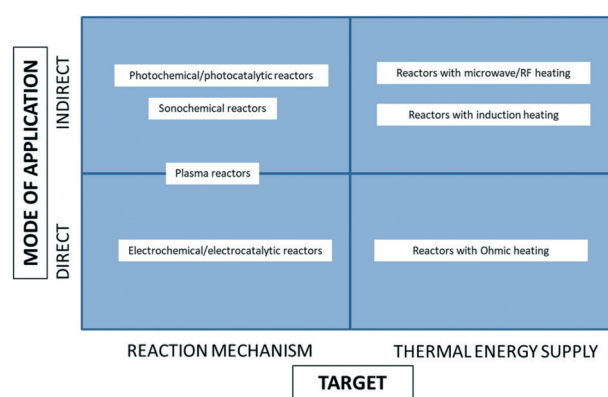 MODE OF APPLICATION
INDIRECT
DIRECT
Photochemical/photocatalytic reactors
Sonochemical reactors
Plasma reactors
Electrochemical/electrocatalytic reactors
Reactors with microwave/RF heating
Reactors with induction heating
Reactors with Ohmic heating
REACTION MECHANISM
THERMAL ENERGY SUPPLY
TARGET